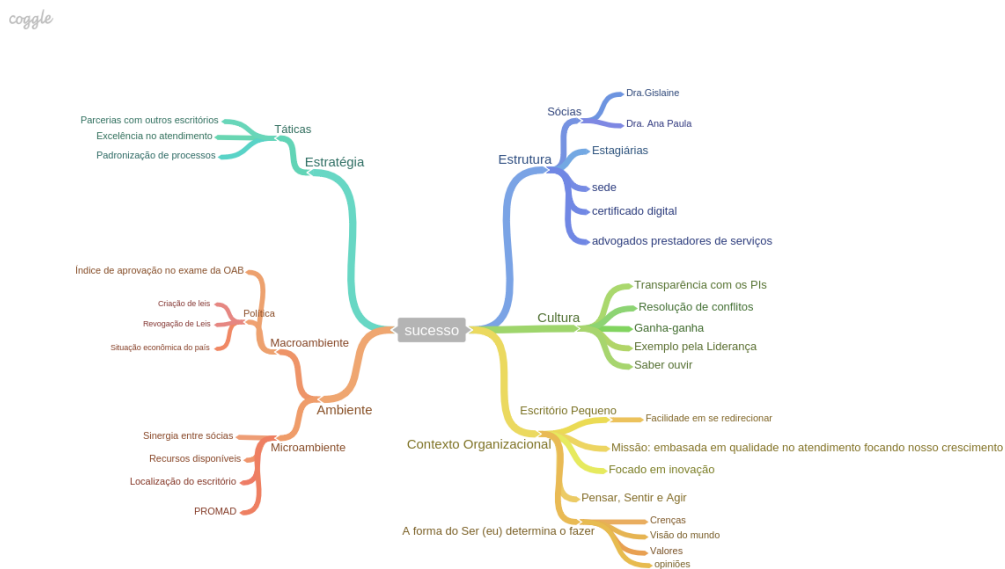 coggle
sucesso
Estratégia
Táticas
Parcerias com outros escritórios
Excelência no atendimento
Padronização de processos
Estrutura
Sócias
Dra.Gislaine
Dra. Ana Paula
Estagiárias
sede
certificado digital
advogados prestadores de serviços
Cultura
Transparência com os PIs
Resolução de conflitos
Ganha-ganha
Exemplo pela Liderança
Saber ouvir
Contexto Organizacional
Escritório Pequeno
Facilidade em se redirecionar
Missão: embasada em qualidade no atendimento focando nosso crescimento
Focado em inovação
Pensar, Sentir e Agir
A forma do Ser (eu) determina o fazer
Crenças
Visão do mundo
Valores
opiniões
Ambiente
Macroambiente
Índice de aprovação no exame da OAB
Política
Criação de leis
Revogação de Leis
Situação econômica do país
Microambiente
Sinergia entre sócias
Recursos disponíveis
Localização do escritório
PROMAD